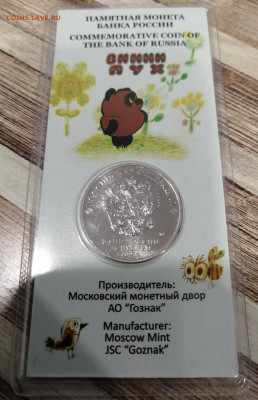 COINS.LAVE.RU
ПАМЯТНАЯ МОНЕТА
БАНКА РОССИИ
COMMEMORATIVE COIN OF
THE BANK OF RUSSIA
ВИННИ
ПУХ
Производитель:
Московский монетный двор
АО "Гознак"
Manufacturer:
Moscow Mint
JSC "Goznak"